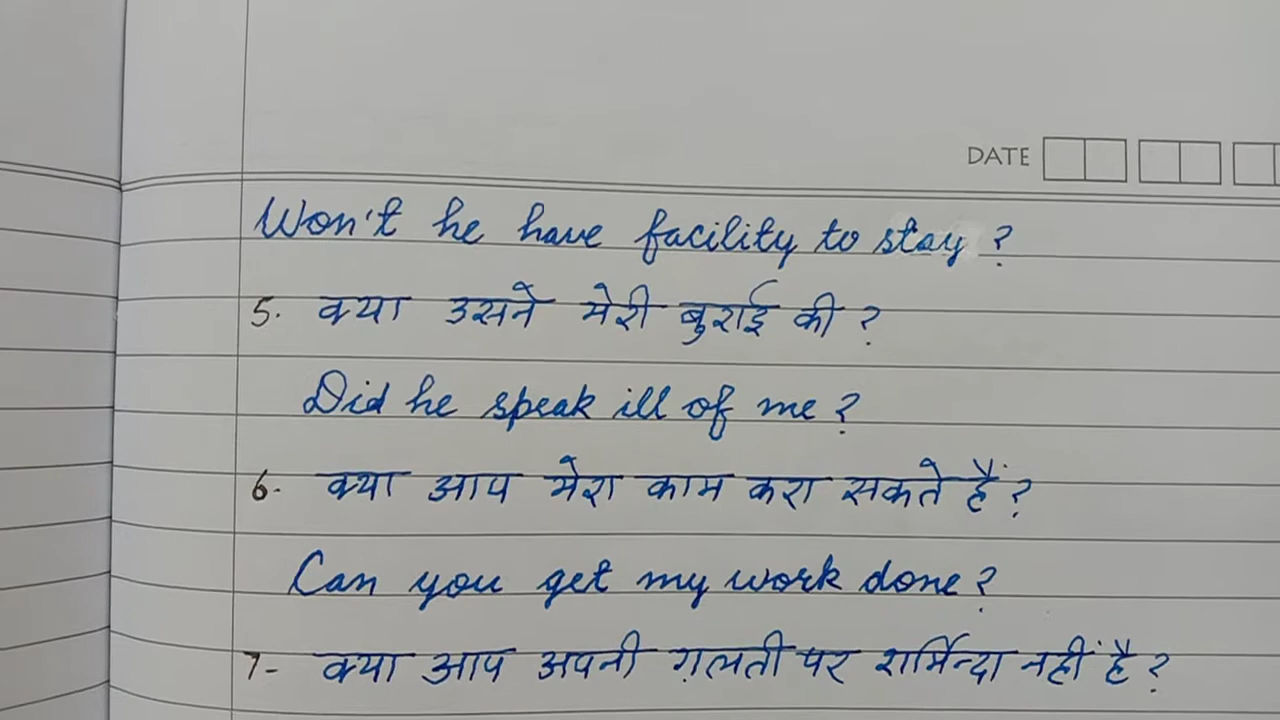 DATE
Won't he have facility to stay ?
5. क्या उसने मेरी बुराई की ?
Did he speak ill of me ?
6. क्या आप मेरा काम करा सकते हैं ?
Can you get my work done ?
7- क्या आप अपनी ग़लती पर शर्मिन्दा नहीं है ?